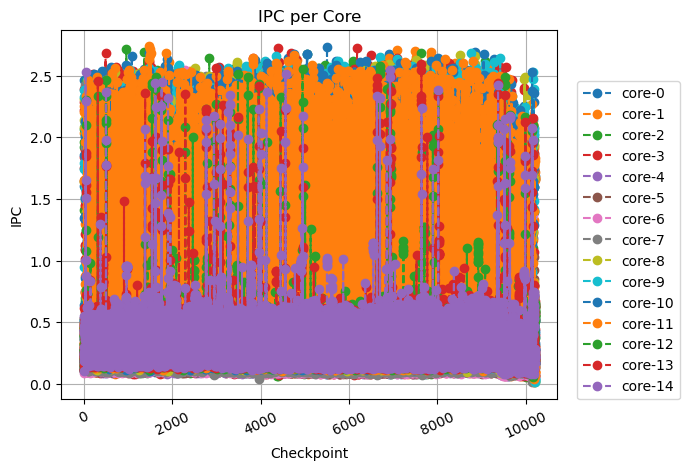 IPC per Core
IPC
2.5
2.0
1.5
1.0
0.5
0.0
0
2000
4000
6000
8000
10000
Checkpoint
core-0
core-1
core-2
core-3
core-4
core-5
core-6
core-7
core-8
core-9
core-10
core-11
core-12
core-13
core-14